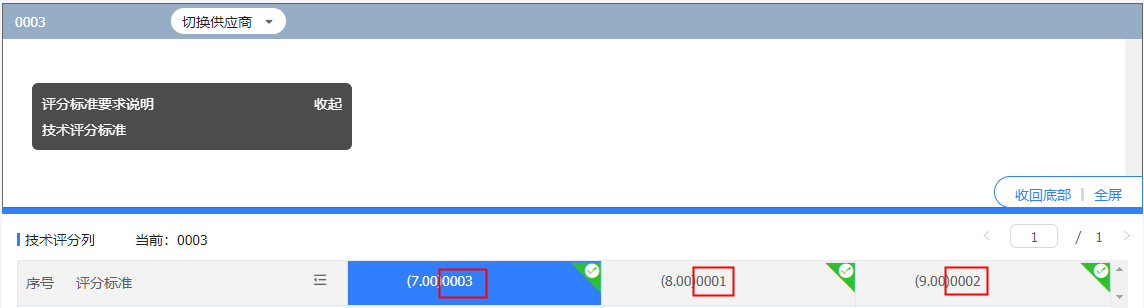 0003 切换供应商
评分标准要求说明 收起
技术评分标准
收回底部 全屏
技术评分列 当前：0003 1 / 1
序号 评分标准 (7.00)0003 (8.00)0001 (9.00)0002